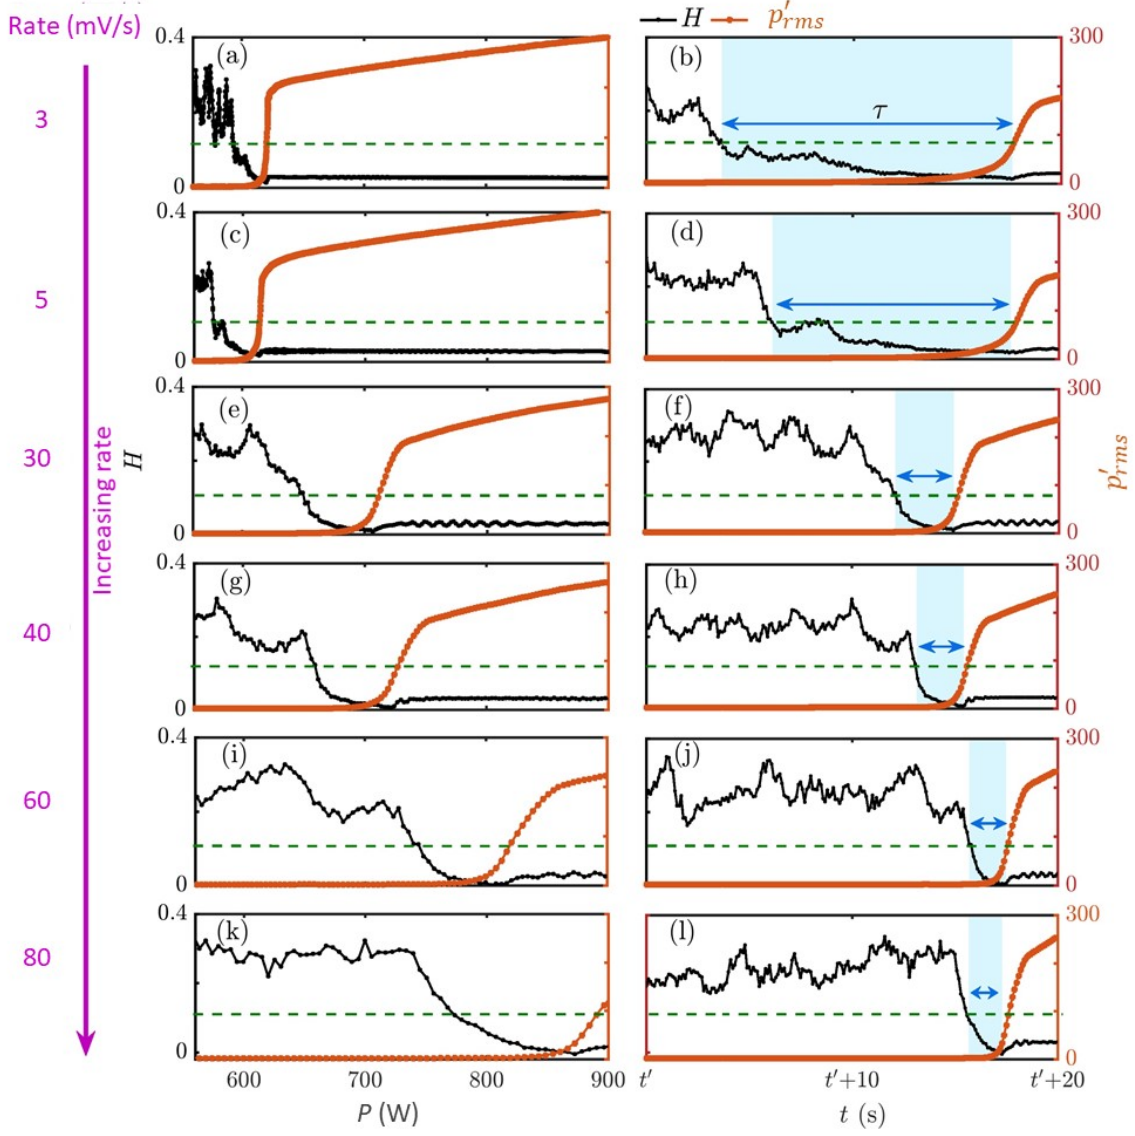 Rate (mV/s)
H p'rms
0.4 (a) (b) 300
3 τ
0 0
0.4 (c) (d) 300
5
0 0
0.4 (e) (f) 300
30
0 0
H p'rms
Increasing rate
0.4 (g) (h) 300
40
0 0
0.4 (i) (j) 300
60
0 0
0.4 (k) (l) 300
80
0 0
600 700 800 900 t' t'+10 t'+20
P (W) t (s)